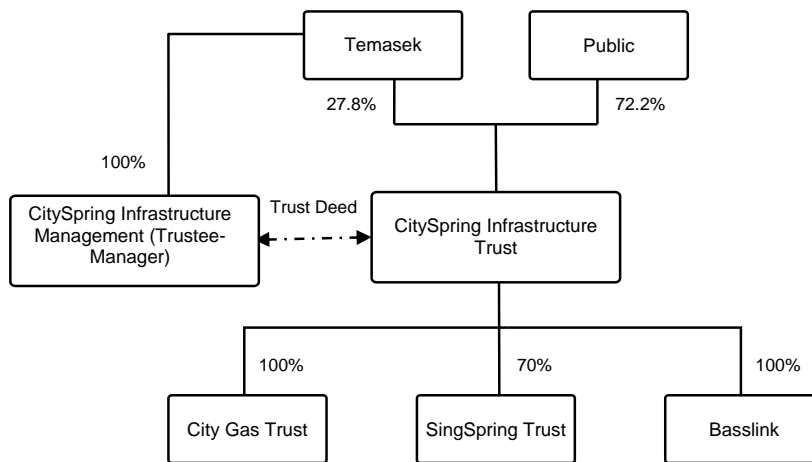 Temasek
Public
27.8%
72.2%
100%
CitySpring Infrastructure
Management (Trustee-
Manager)
Trust Deed
CitySpring Infrastructure
Trust
100%
70%
100%
City Gas Trust
SingSpring Trust
Basslink